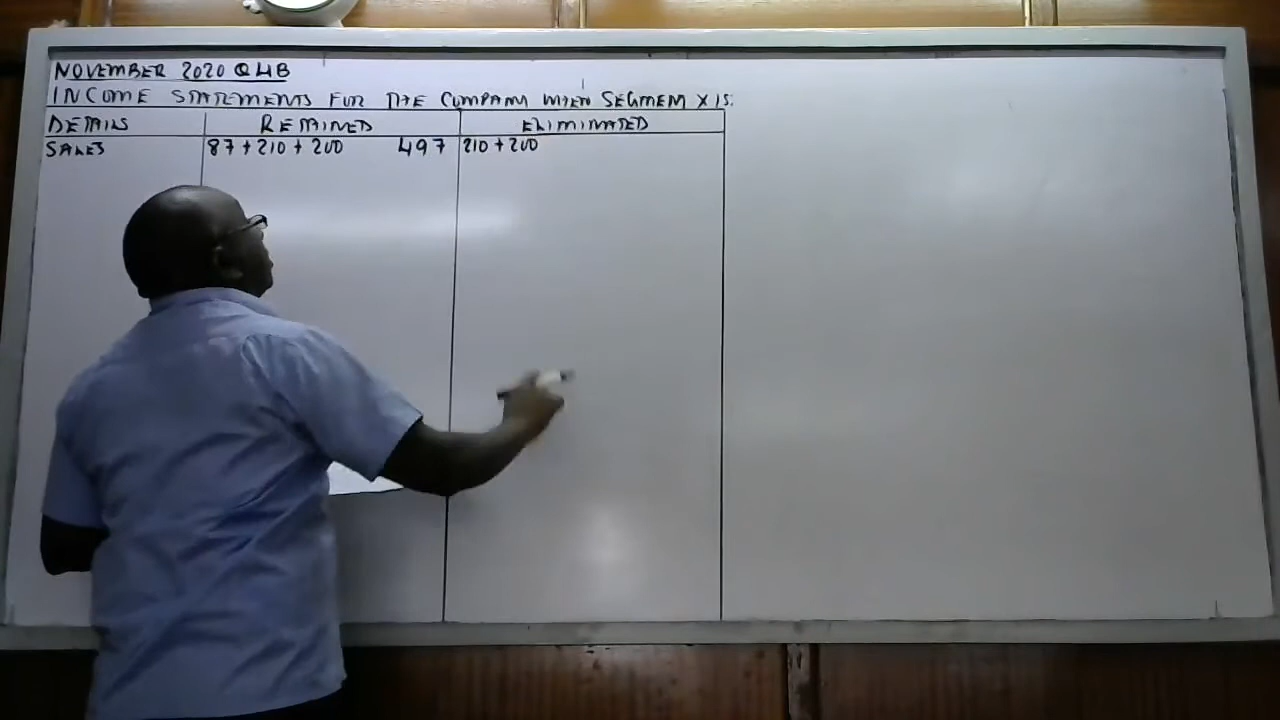 NOVEMBER 2020 Q4B
INCOME STATEMENTS FOR THE COMPANY WHEN SEGMENT X IS:
DETAILS RETAINED ELIMINATED
SALES 87 + 210 + 200 497 210 + 200